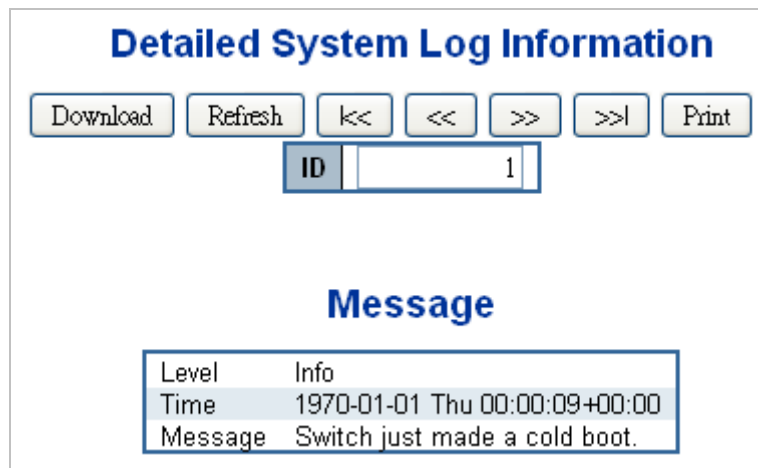 Detailed System Log Information
Download Refresh |<< << >> >>| Print
ID 1
Message
Level Info
Time 1970-01-01 Thu 00:00:09+00:00
Message Switch just made a cold boot.